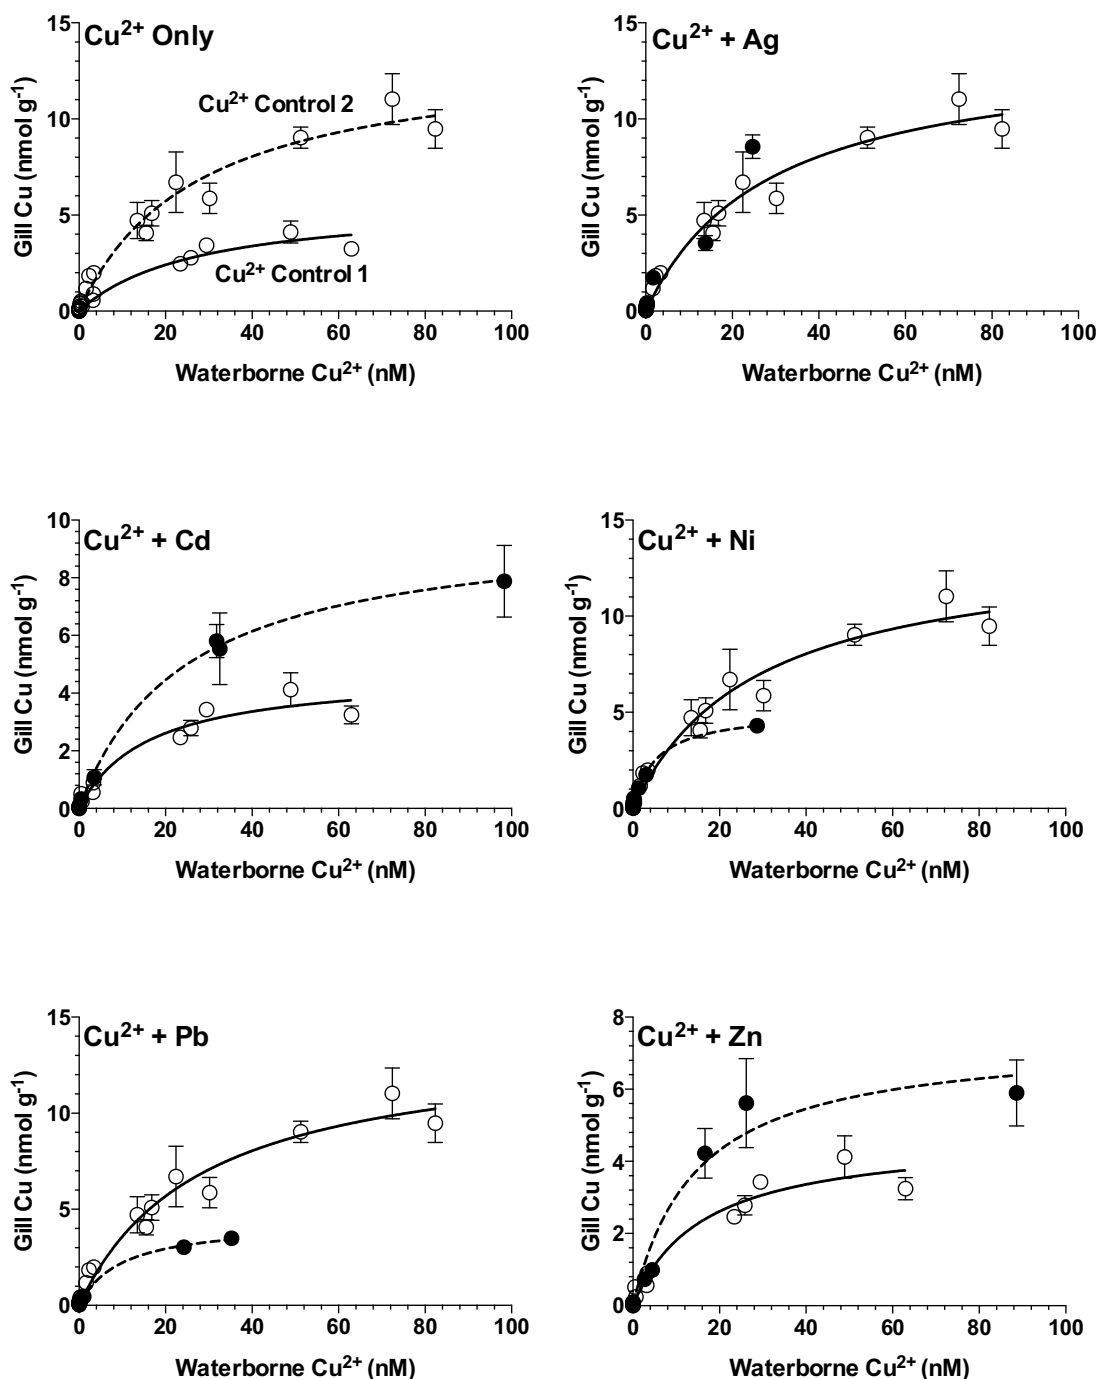 Cu²⁺ Only
Cu²⁺ Control 2
Cu²⁺ Control 1
Gill Cu (nmol g⁻¹)
15
10
5
0
0 20 40 60 80 100
Waterborne Cu²⁺ (nM)
Cu²⁺ + Ag
Gill Cu (nmol g⁻¹)
15
10
5
0
0 20 40 60 80 100
Waterborne Cu²⁺ (nM)
Cu²⁺ + Cd
Gill Cu (nmol g⁻¹)
10
8
6
4
2
0
0 20 40 60 80 100
Waterborne Cu²⁺ (nM)
Cu²⁺ + Ni
Gill Cu (nmol g⁻¹)
15
10
5
0
0 20 40 60 80 100
Waterborne Cu²⁺ (nM)
Cu²⁺ + Pb
Gill Cu (nmol g⁻¹)
15
10
5
0
0 20 40 60 80 100
Waterborne Cu²⁺ (nM)
Cu²⁺ + Zn
Gill Cu (nmol g⁻¹)
8
6
4
2
0
0 20 40 60 80 100
Waterborne Cu²⁺ (nM)